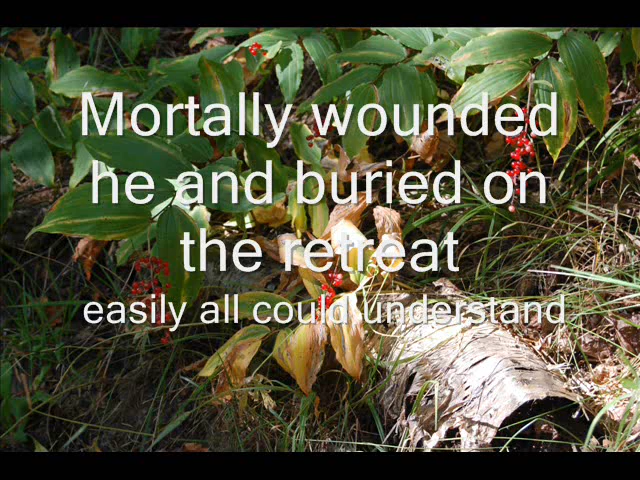 Mortally wounded
he and buried on
the retreat
easily all could understand